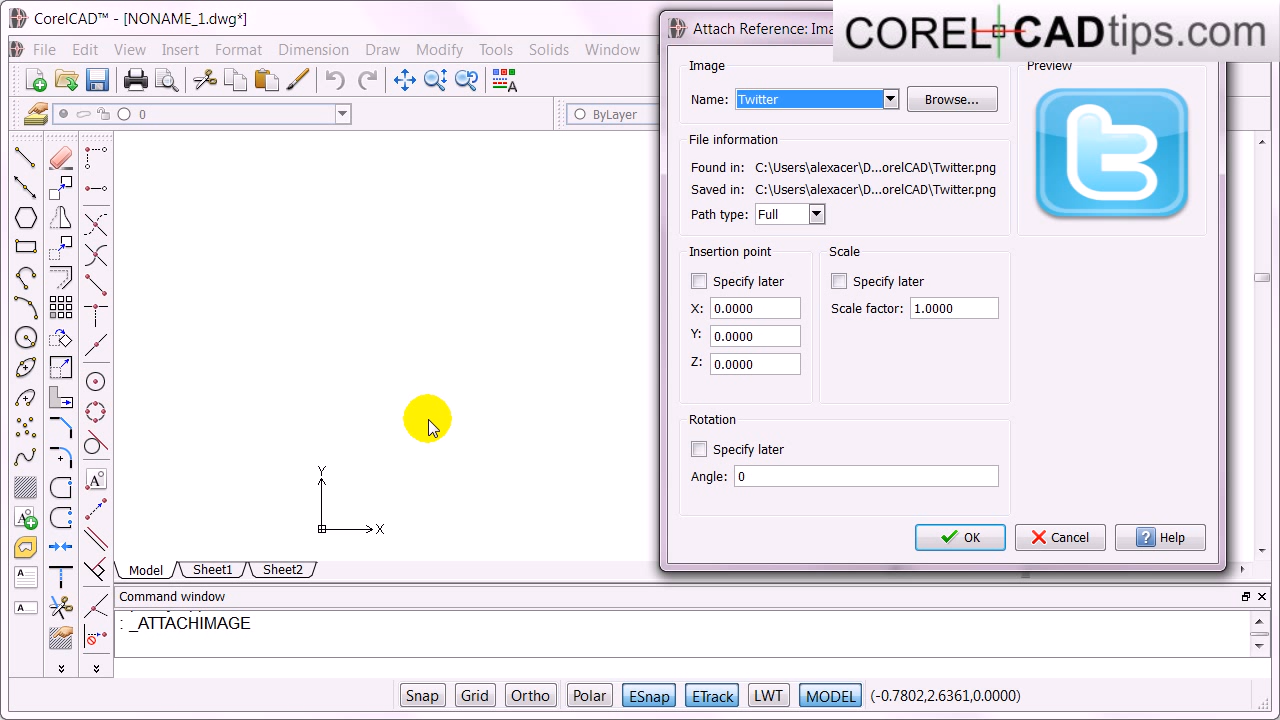 CorelCAD™ - [NONAME_1.dwg*]
File Edit View Insert Format Dimension Draw Modify Tools Solids Window
0
ByLayer
Attach Reference: Ima
COREL CADtips.com
Image
Name: Twitter Browse...
Preview
File information
Found in: C:\Users\alexacer\D...orelCAD\Twitter.png
Saved in: C:\Users\alexacer\D...orelCAD\Twitter.png
Path type: Full
Insertion point
Specify later
X: 0.0000
Y: 0.0000
Z: 0.0000
Scale
Specify later
Scale factor: 1.0000
Rotation
Specify later
Angle: 0
OK Cancel Help
Y
X
Model Sheet1 Sheet2
Command window
: _ATTACHIMAGE
Snap Grid Ortho Polar ESnap ETrack LWT MODEL (-0.7802,2.6361,0.0000)